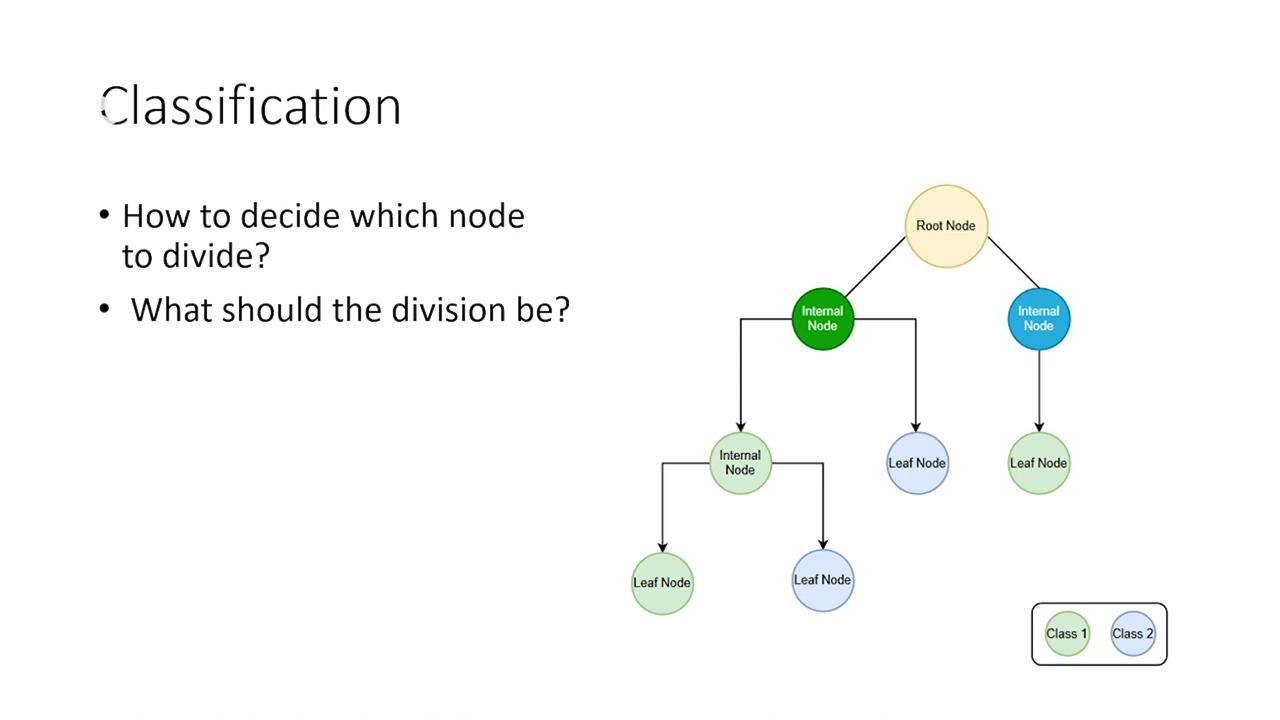 Classification
• How to decide which node
to divide?
• What should the division be?
Root Node
Internal
Node
Internal
Node
Internal
Node
Leaf Node
Leaf Node
Leaf Node
Leaf Node
Class 1
Class 2